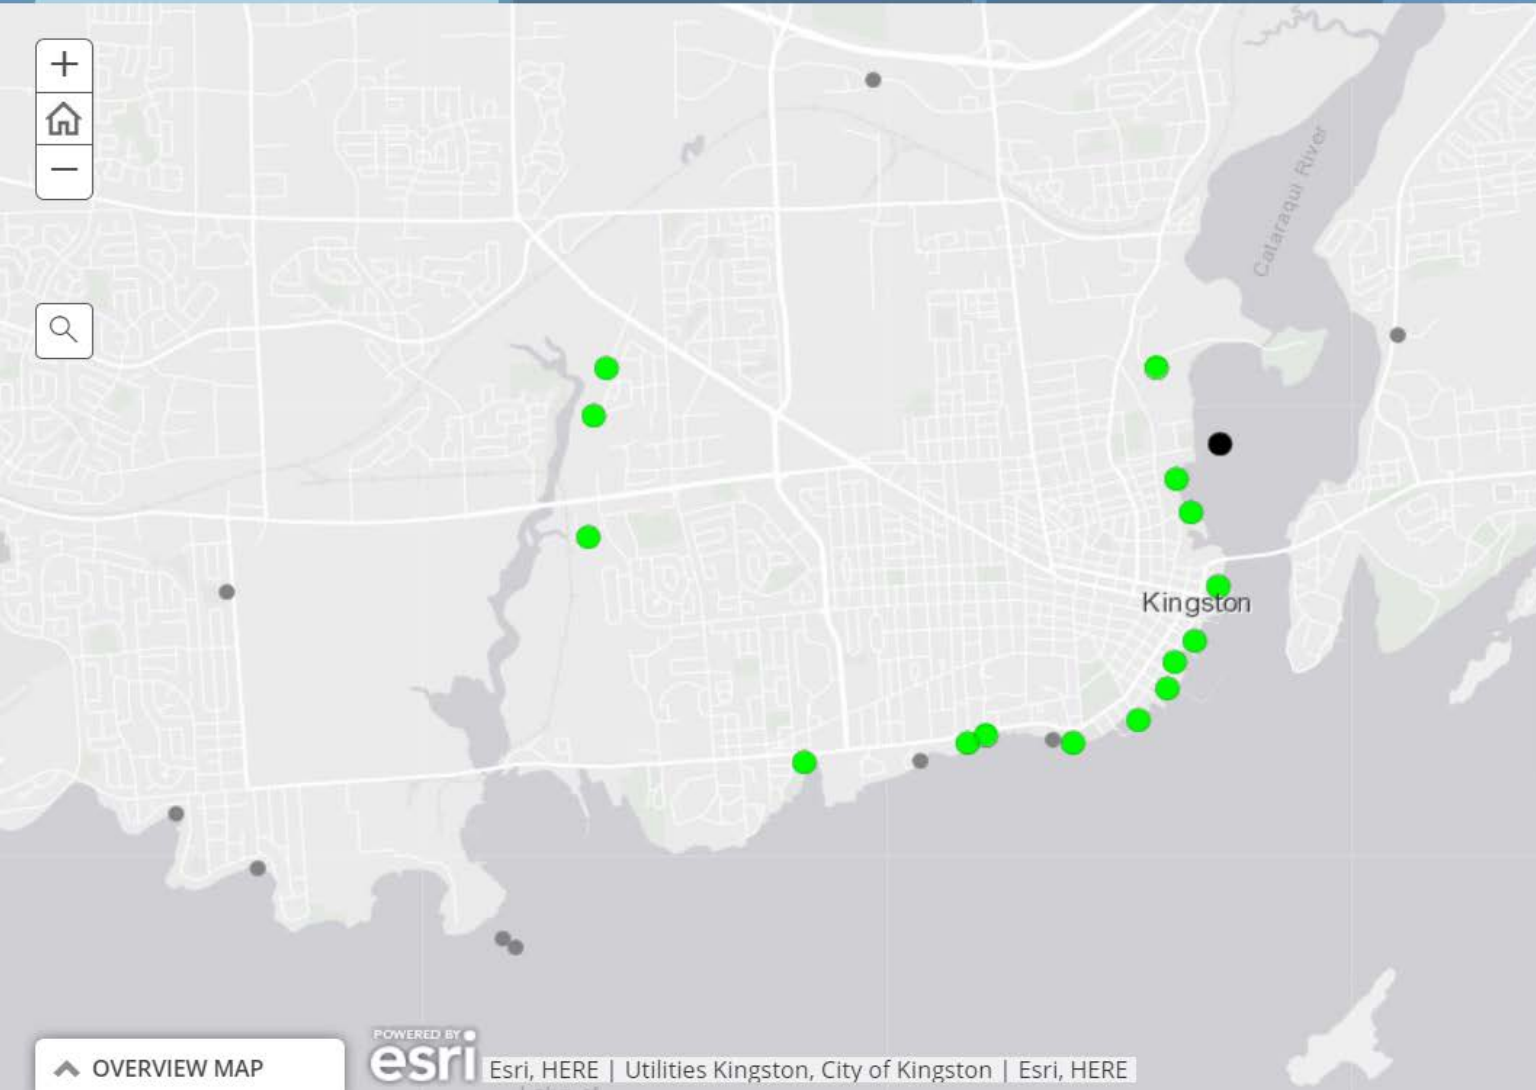 Cataraqui River
Kingston
OVERVIEW MAP
POWERED BY
esri
Esri, HERE | Utilities Kingston, City of Kingston | Esri, HERE